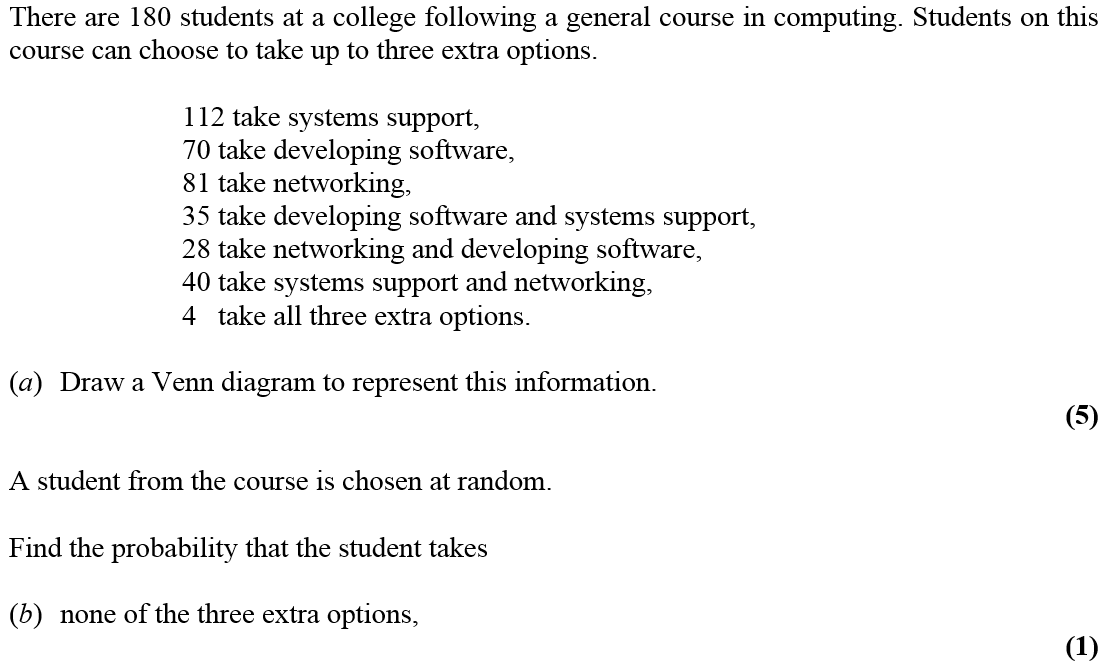 There are 180 students at a college following a general course in computing. Students on this
course can choose to take up to three extra options.
112 take systems support,
70 take developing software,
81 take networking,
35 take developing software and systems support,
28 take networking and developing software,
40 take systems support and networking,
4 take all three extra options.
(a) Draw a Venn diagram to represent this information.
(5)
A student from the course is chosen at random.
Find the probability that the student takes
(b) none of the three extra options,
(1)